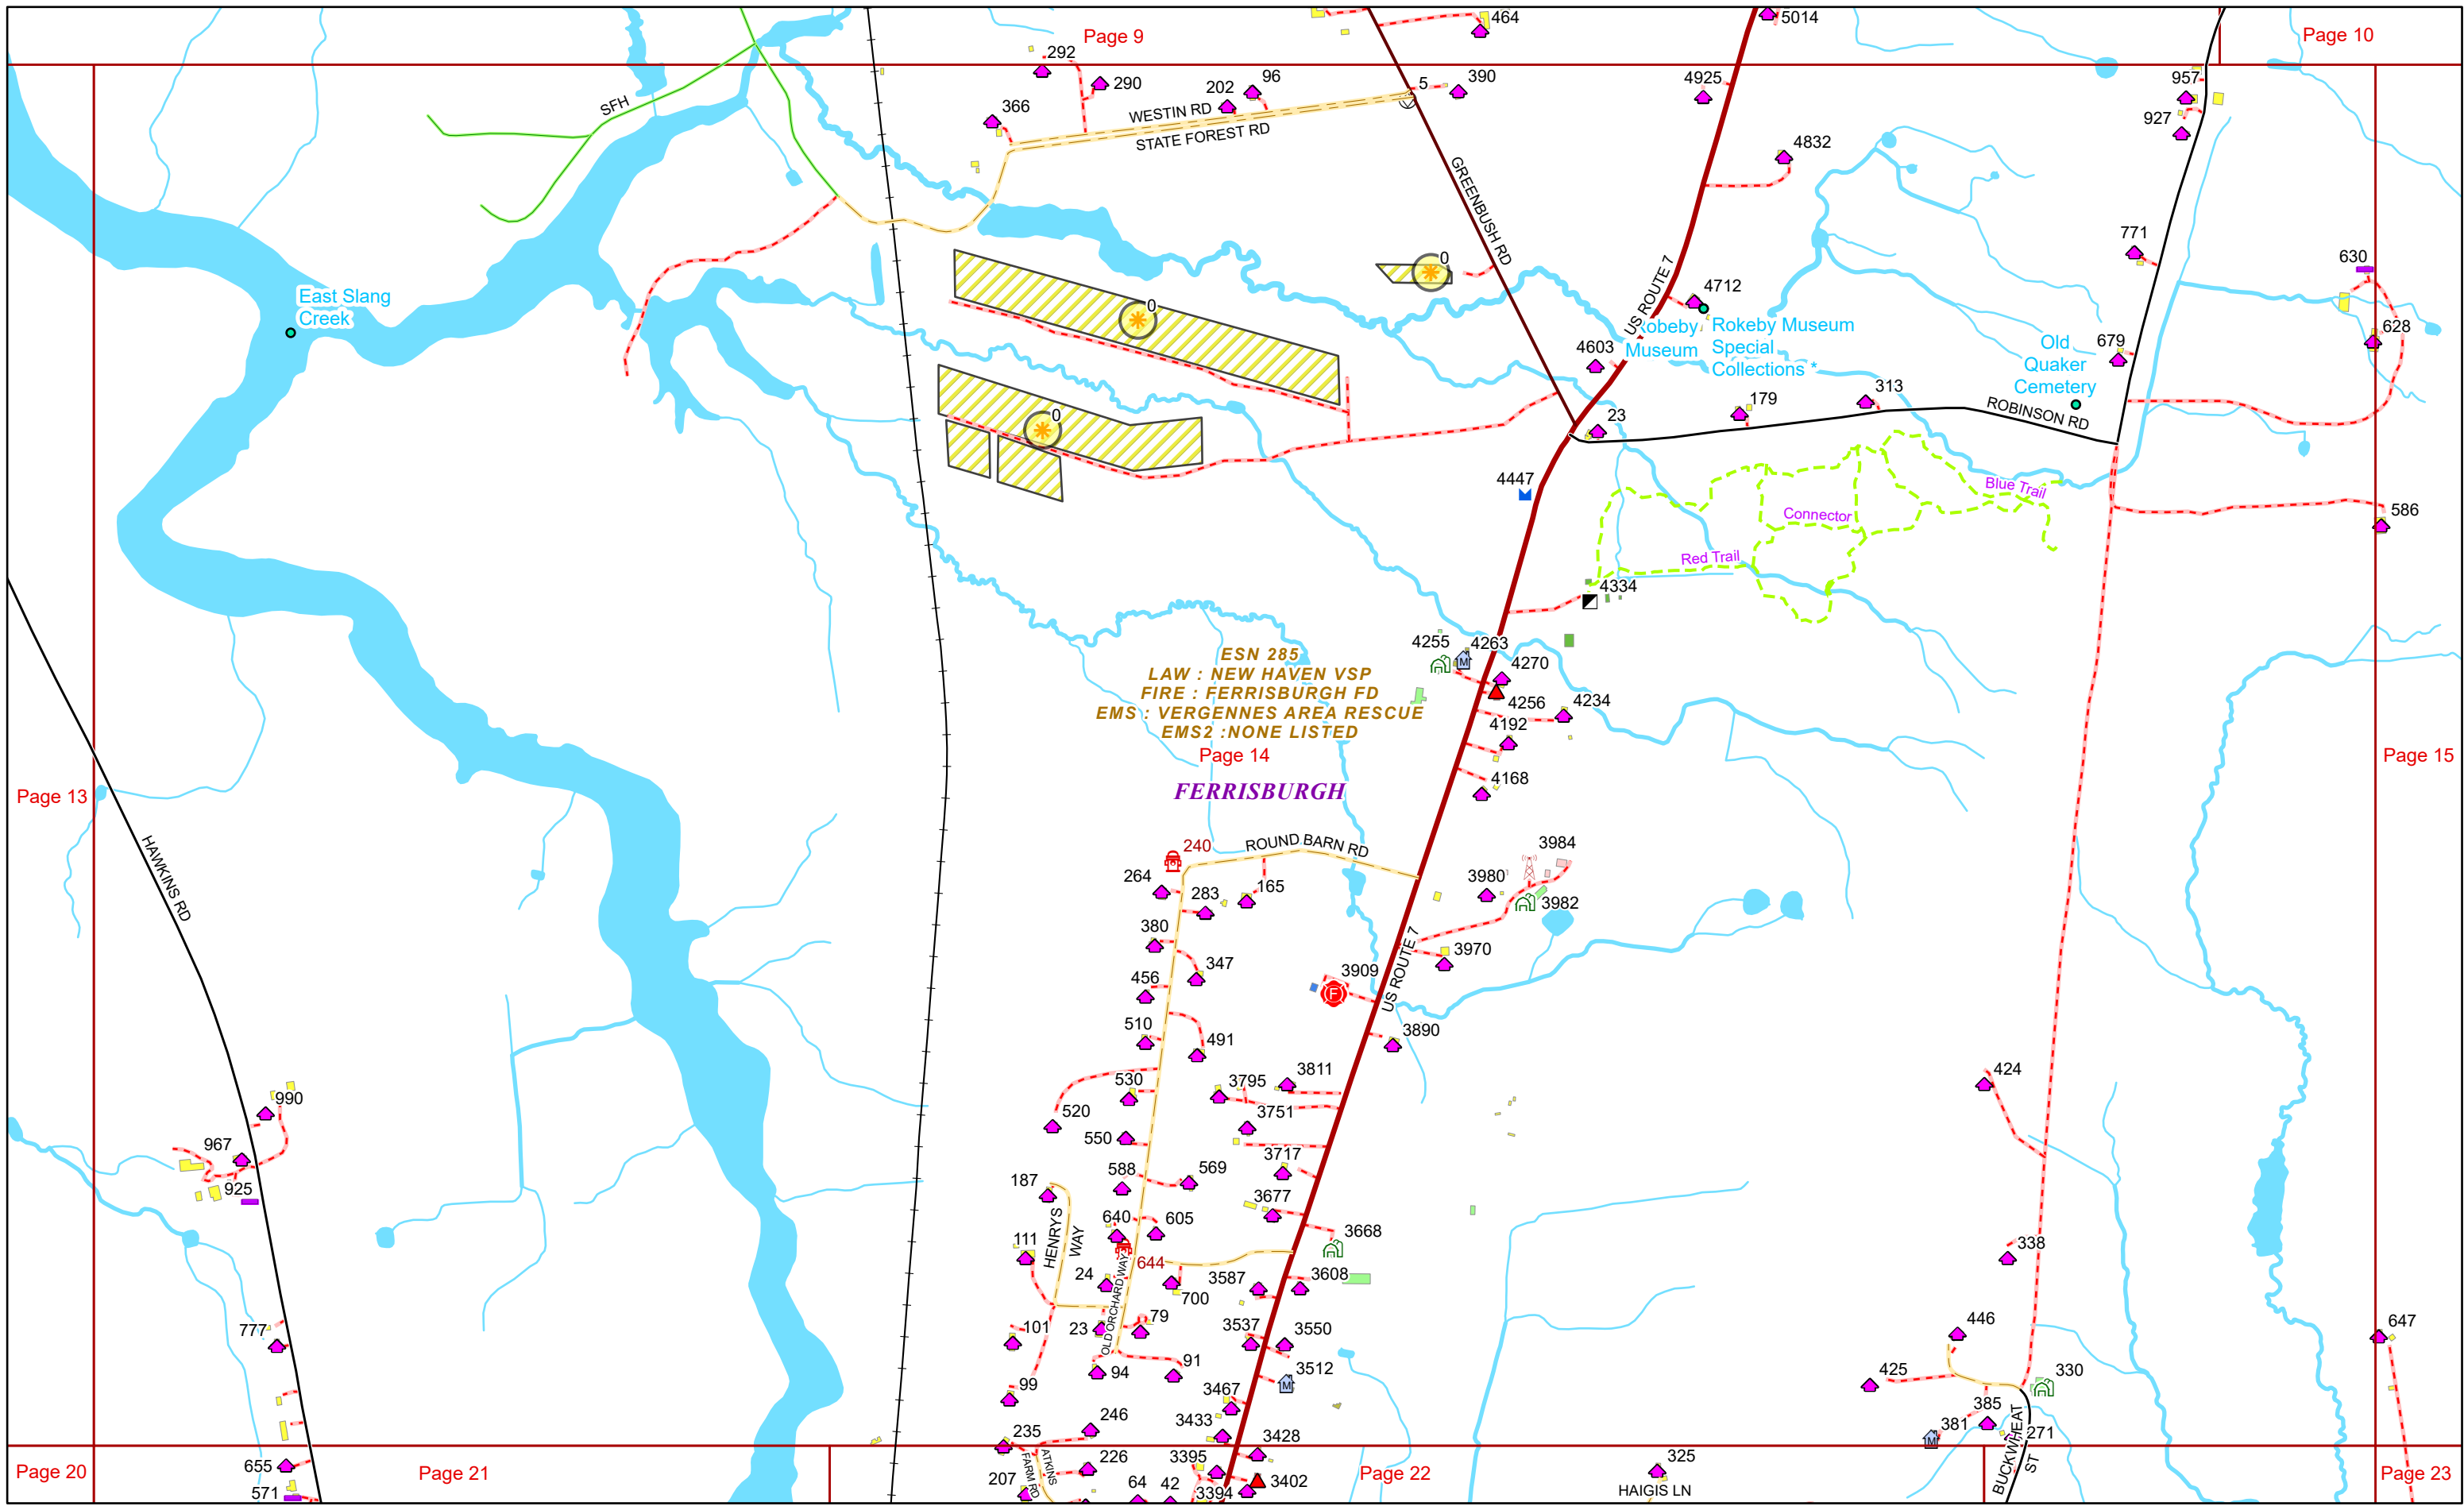 Page 9
Page 10
464
5014
292
290
96
202
5
390
4925
957
366
927
SFH
WESTIN RD
STATE FOREST RD
4832
GREENBUSH RD
771
0
630
East Slang
Creek
0
US ROUTE 7
4712
Rokeby Museum
Special
Collections *
Museum
628
4603
Old
Quaker
Cemetery
679
0
23
179
313
ROBINSON RD
4447
Blue Trail
Connector
586
Red Trail
4334
ESN 285
LAW : NEW HAVEN VSP
FIRE : FERRISBURGH FD
EMS : VERGENNES AREA RESCUE
EMS2 :NONE LISTED
4255
4263
4270
4256
4234
4192
4168
Page 14
FERRISBURGH
Page 13
Page 15
HAWKINS RD
240
ROUND BARN RD
3984
264
283
165
3980
3982
380
347
3970
US ROUTE 7
456
3909
F
510
491
3890
530
3795
3811
424
990
520
3751
967
550
925
187
588
569
3717
3677
HENRYS
WAY
640
605
3668
111
644
338
24
OLD ORCHARD WAY
700
3587
3608
777
101
23
79
3537
3550
446
647
94
91
3512
M
425
330
99
3467
385
246
3433
381
M
271
235
3428
BUCKWHEAT
ST
Page 20
655
Page 21
ATKINS
FARM RD
226
3395
Page 22
325
Page 23
571
207
64
42
3394
3402
HAIGIS LN
M